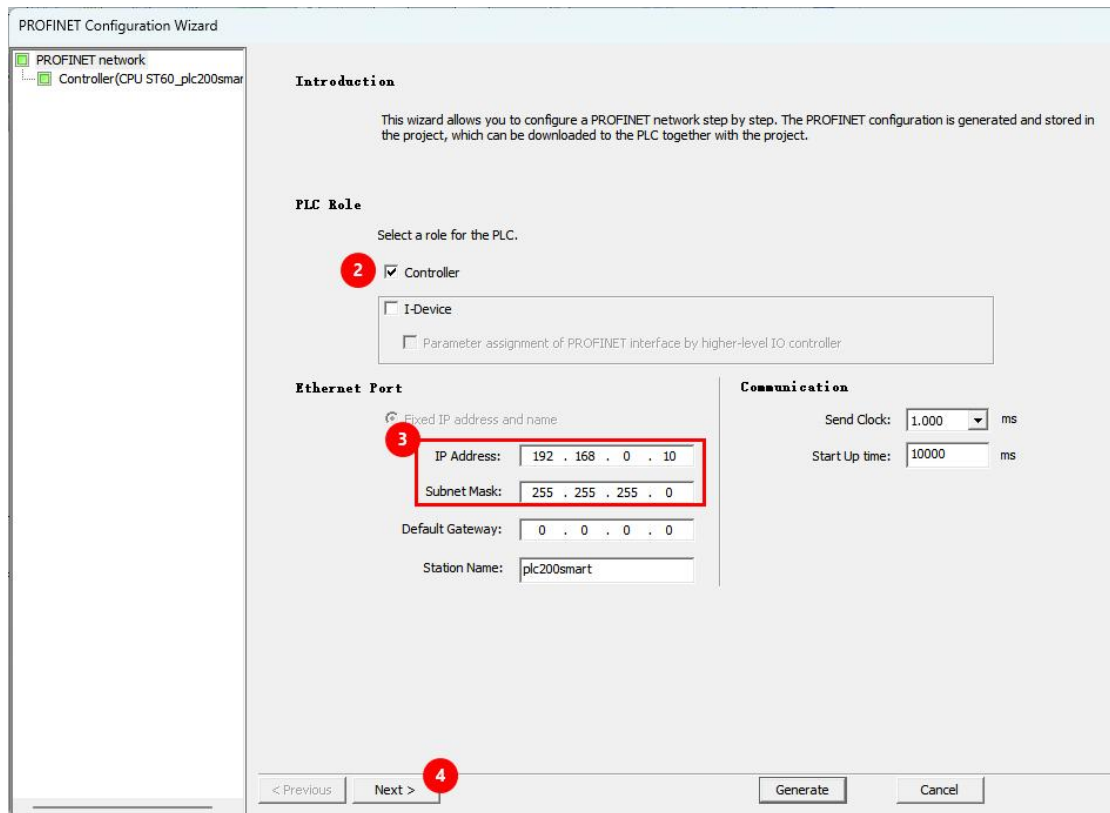 PROFINET Configuration Wizard
PROFINET network
Controller(CPU ST60_plc200smar
Introduction
This wizard allows you to configure a PROFINET network step by step. The PROFINET configuration is generated and stored in
the project, which can be downloaded to the PLC together with the project.
PLC Role
Select a role for the PLC.
2 Controller
I-Device
Parameter assignment of PROFINET interface by higher-level IO controller
Ethernet Port
Fixed IP address and name
3
IP Address: 192 . 168 . 0 . 10
Subnet Mask: 255 . 255 . 255 . 0
Default Gateway: 0 . 0 . 0 . 0
Station Name: plc200smart
Communication
Send Clock: 1.000 ms
Start Up time: 10000 ms
4
< Previous Next > Generate Cancel